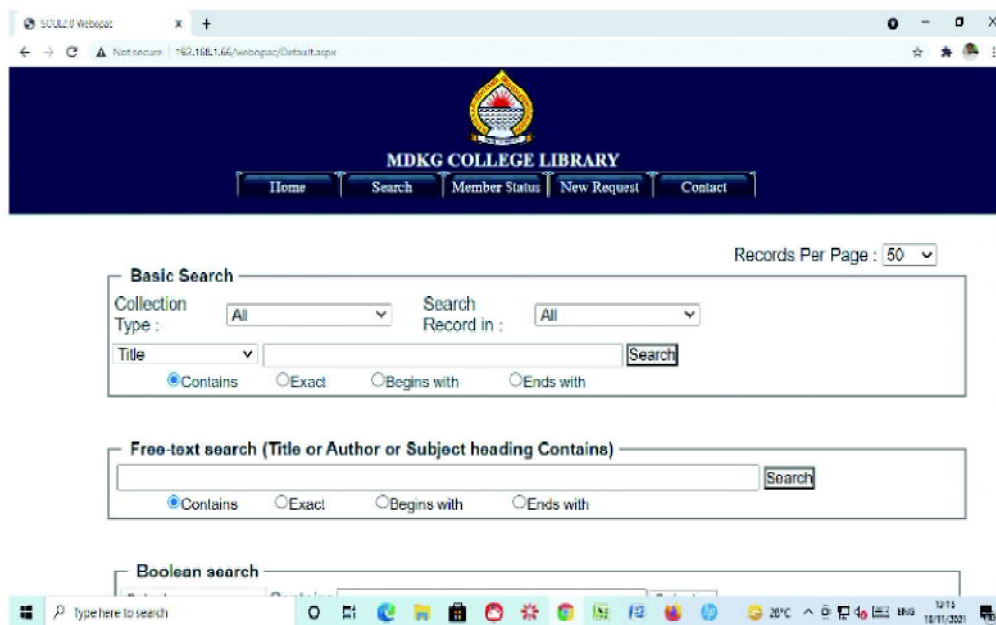 SOUL2.0 Webopac
Not secure | 192.168.1.66/webopac/Default.aspx
MDKG COLLEGE LIBRARY
Home Search Member Status New Request Contact
Records Per Page : 50
Basic Search
Collection Type : All Search Record in : All
Title Search
Contains Exact Begins with Ends with
Free-text search (Title or Author or Subject heading Contains)
Search
Contains Exact Begins with Ends with
Boolean search
Type here to search 28°C ENG 
18/11/2021